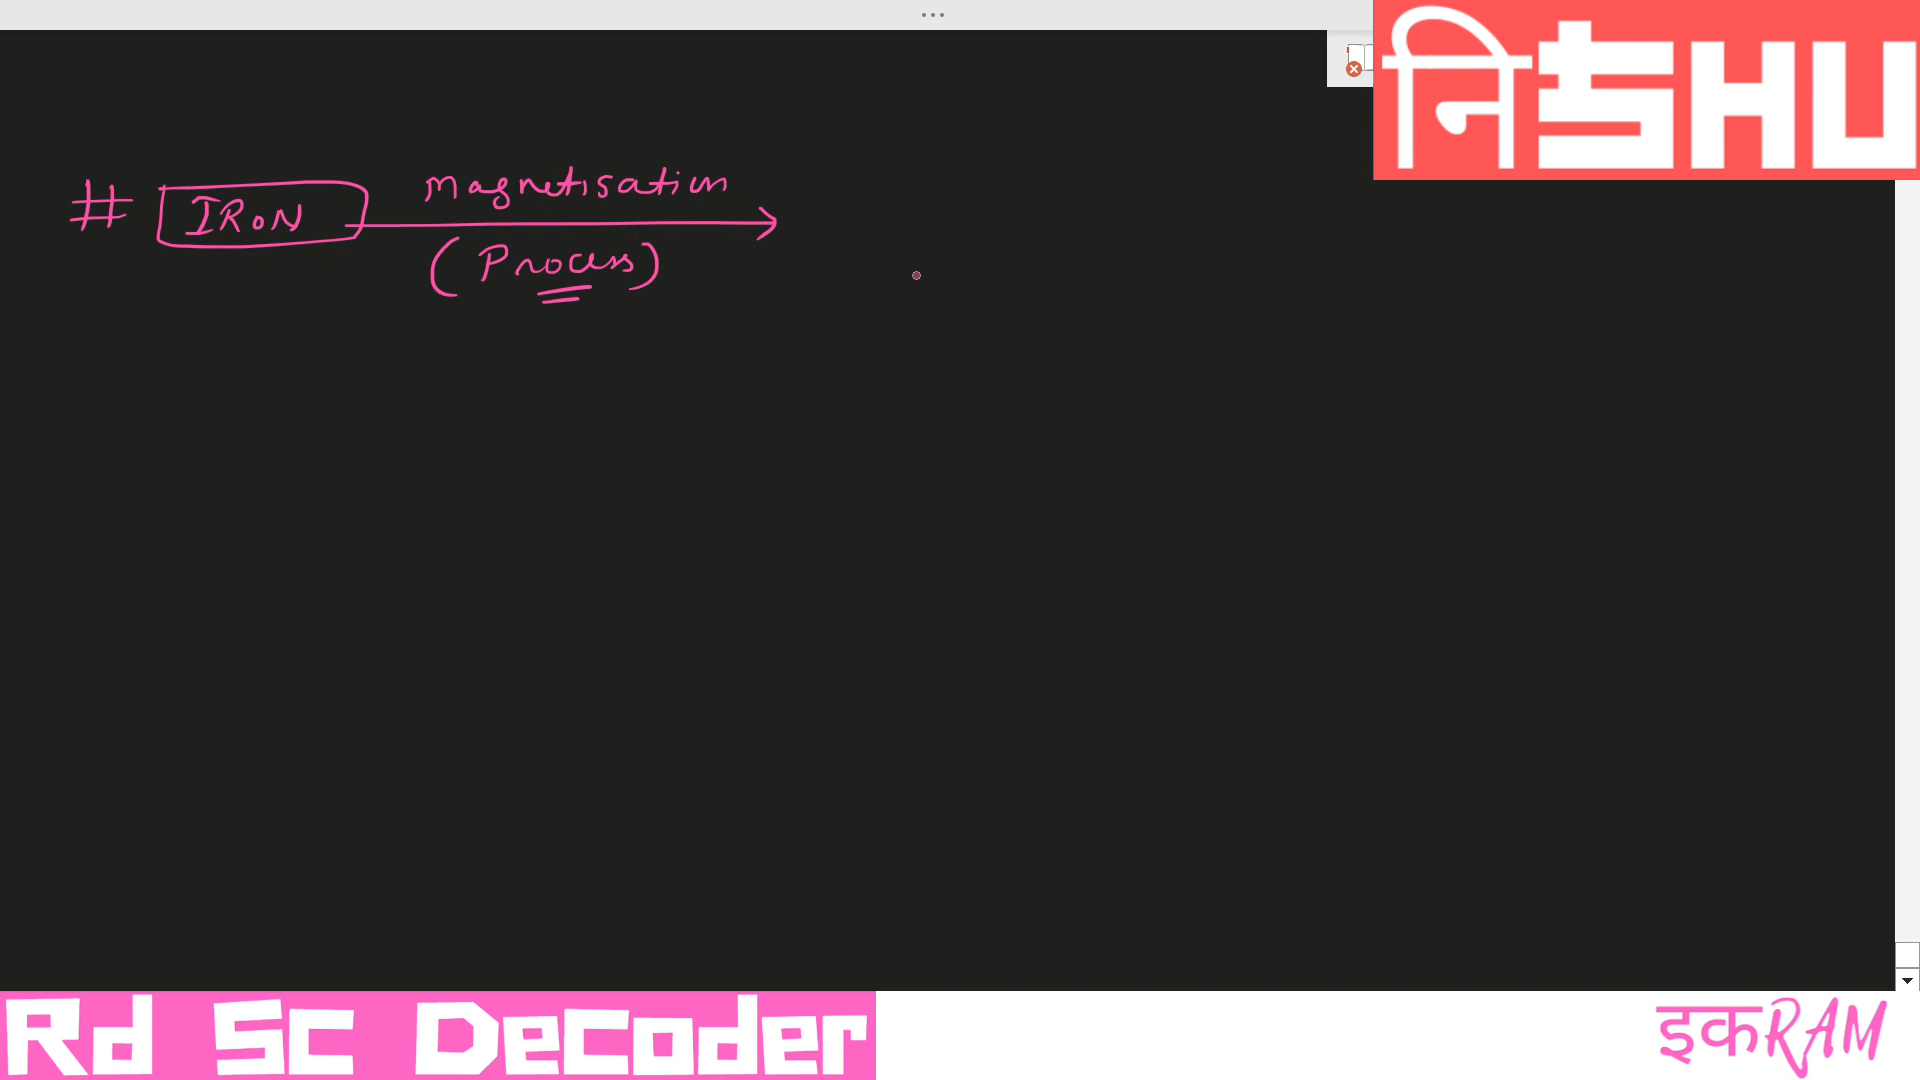 निSHU
# IRON Magnetisation
(Process)
Rd Sc Decoder
इकRAM